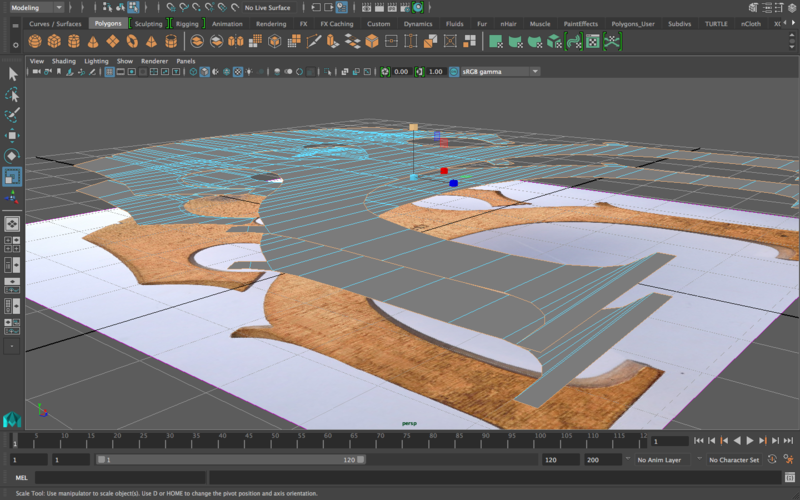 Modeling
No Live Surface
Curves / Surfaces Polygons Sculpting Rigging Animation Rendering FX FX Caching Custom Dynamics Fluids Fur nHair Muscle PaintEffects Polygons_User Subdivs TURTLE nCloth
View Shading Lighting Show Renderer Panels
0.00 1.00 sRGB gamma
persp
5 10 15 20 25 30 35 40 45 50 55 60 65 70 75 80 85 90 95 100 105 110 115 12
1 1
1 1 1 120 120 200 No Anim Layer No Character Set
MEL
Scale Tool: Use manipulator to scale object(s). Use D or HOME to change the pivot position and axis orientation.